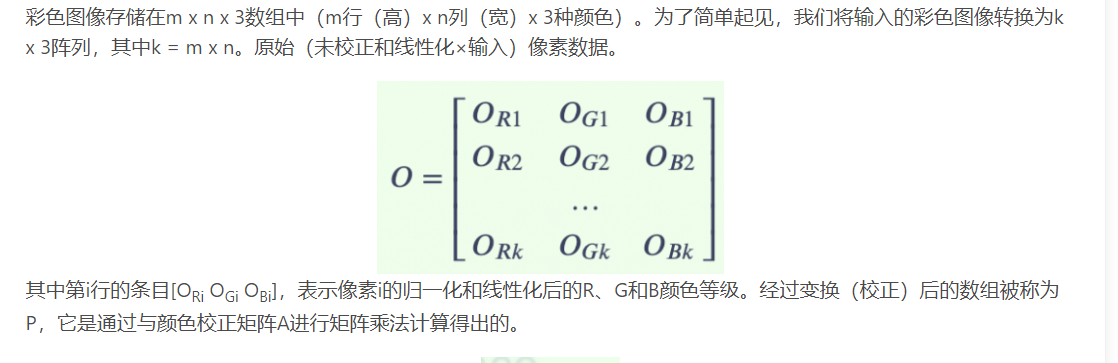 彩色图像存储在m x n x 3数组中（m行（高）x n列（宽）x 3种颜色）。为了简单起见，我们将输入的彩色图像转换为k
x 3阵列，其中k = m x n。原始（未校正和线性化×输入）像素数据。
O_{R1} O_{G1} O_{B1}
O_{R2} O_{G2} O_{B2}
O =
...
O_{Rk} O_{Gk} O_{Bk}
其中第i行的条目[O_{Ri} O_{Gi} O_{Bi}]，表示像素i的归一化和线性化后的R、G和B颜色等级。经过变换（校正）后的数组被称为
P，它是通过与颜色校正矩阵A进行矩阵乘法计算得出的。